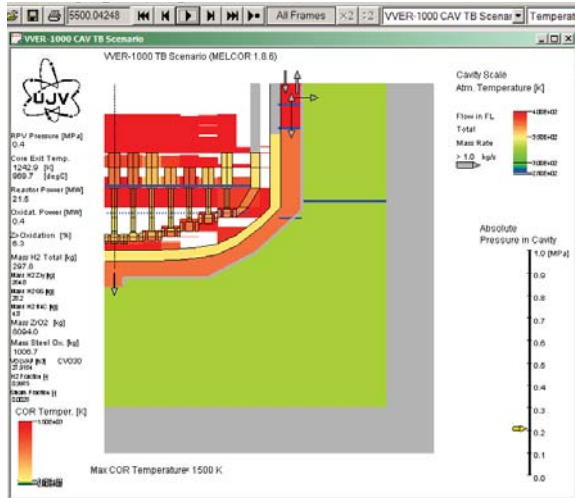 5500.04248
All Frames
×2
:2
VVER-1000 CAV TB Scenar
Temperat
VVER-1000 CAV TB Scenario
VVER-1000 TB Scenario (MELCOR 1.8.6)
ÚJV
RPV Pressure [MPa]
0.4
Core Exit Temp.
1242.9 [K]
969.7 [degC]
Reactor Power [MW]
21.6
Oxidat. Power [MW]
0.4
Zr Oxidation [%]
6.3
Mass H2 Total [kg]
297.8
Mass ZrO2 [kg]
8094.0
Mass Steel Ox. [kg]
1006.7
CV030
COR Temper. [K]
Max COR Temperature= 1500 K
Cavity Scale
Atm. Temperature [K]
Flow in FL
Total
Mass Rate
> 1.0 kg/s
Absolute
Pressure in Cavity
1.0 [MPa]
0.9
0.8
0.7
0.6
0.5
0.4
0.3
0.2
0.1
0.0